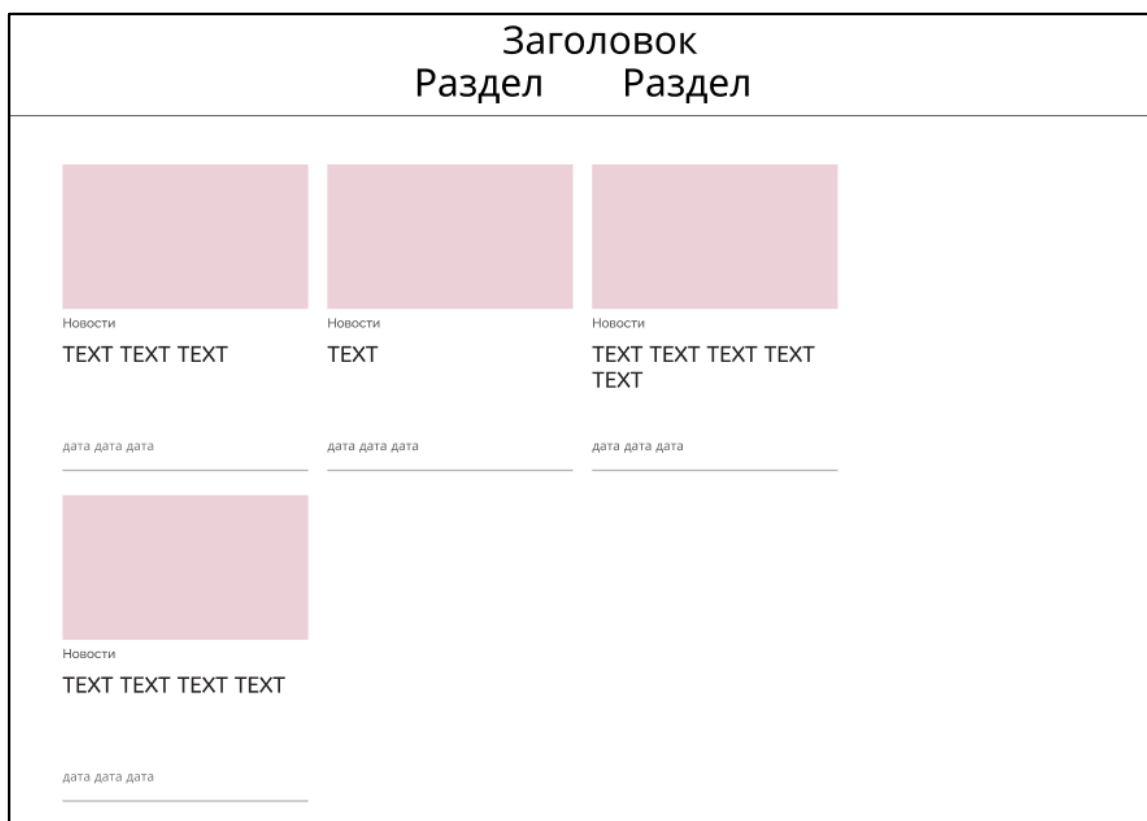 Заголовок
Раздел Раздел
Новости
TEXT TEXT TEXT
дата дата дата
Новости
TEXT
дата дата дата
Новости
TEXT TEXT TEXT TEXT
TEXT
дата дата дата
Новости
TEXT TEXT TEXT TEXT
дата дата дата